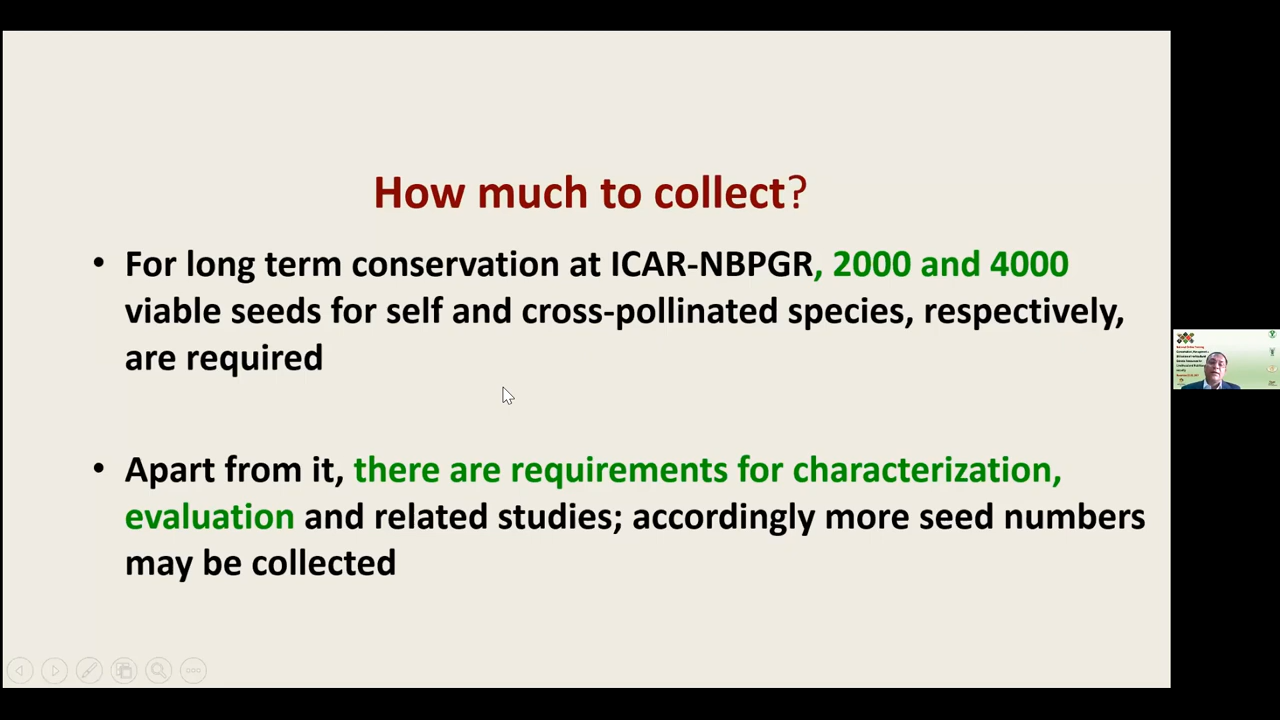 How much to collect?
• For long term conservation at ICAR-NBPGR, 2000 and 4000
viable seeds for self and cross-pollinated species, respectively,
are required
• Apart from it, there are requirements for characterization,
evaluation and related studies; accordingly more seed numbers
may be collected